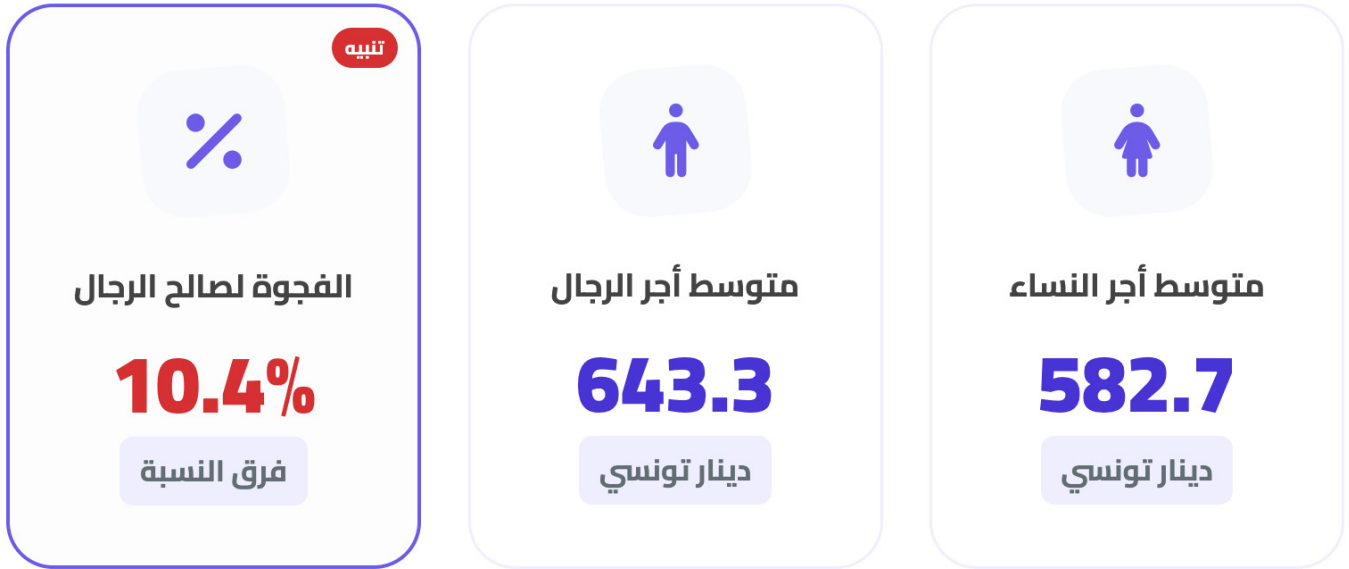 متوسط أجر النساء
582.7
دينار تونسي
متوسط أجر الرجال
643.3
دينار تونسي
تنبيه
%
الفجوة لصالح الرجال
10.4%
فرق النسبة